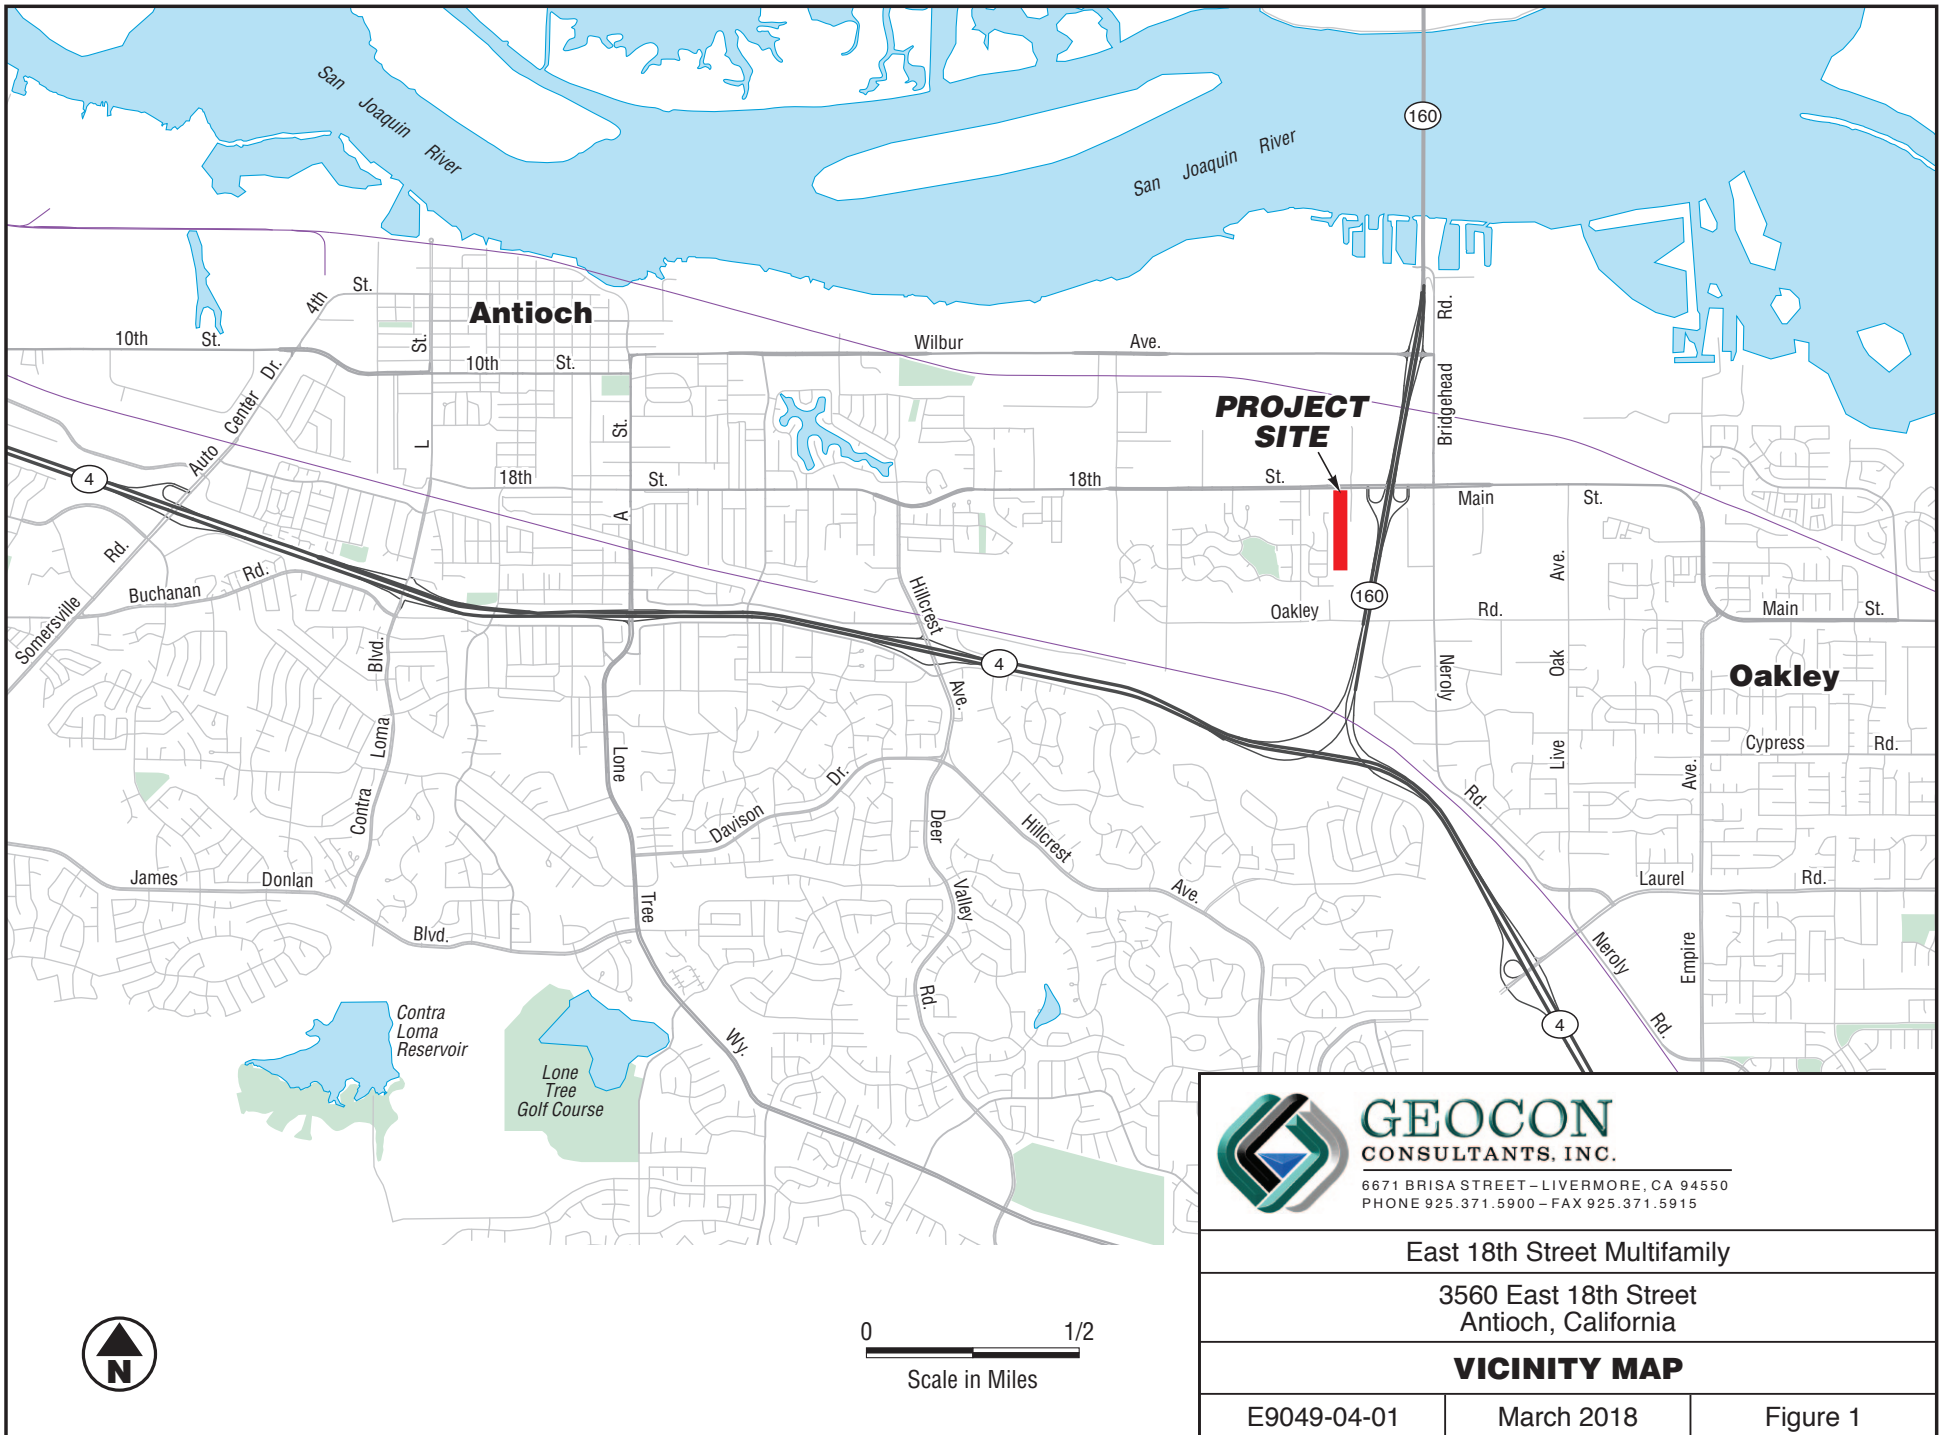 San Joaquin River
160
San Joaquin River
4th St.
Antioch
Rd.
10th St.
L St.
10th St.
Wilbur Ave.
Bridgehead
Auto Center Dr.
A St.
PROJECT
SITE
4
18th St.
18th St.
Main St.
Somersville Rd.
Buchanan Rd.
Hillcrest Ave.
160
Oakley Rd.
Main St.
Live Oak Ave.
4
Neroly Rd.
Oakley
Contra Loma Blvd.
Lone Tree Wy.
Cypress Rd.
Davison Dr.
Deer Valley Rd.
Hillcrest Ave.
James Donlan Blvd.
Laurel Rd.
Empire Ave.
Neroly Rd.
4
Contra
Loma
Reservoir
Lone
Tree
Golf Course
GEOCON
CONSULTANTS, INC.
6671 BRISA STREET – LIVERMORE, CA 94550
PHONE 925.371.5900 – FAX 925.371.5915
East 18th Street Multifamily
3560 East 18th Street
Antioch, California
VICINITY MAP
E9049-04-01
March 2018
Figure 1
N
0 1/2
Scale in Miles